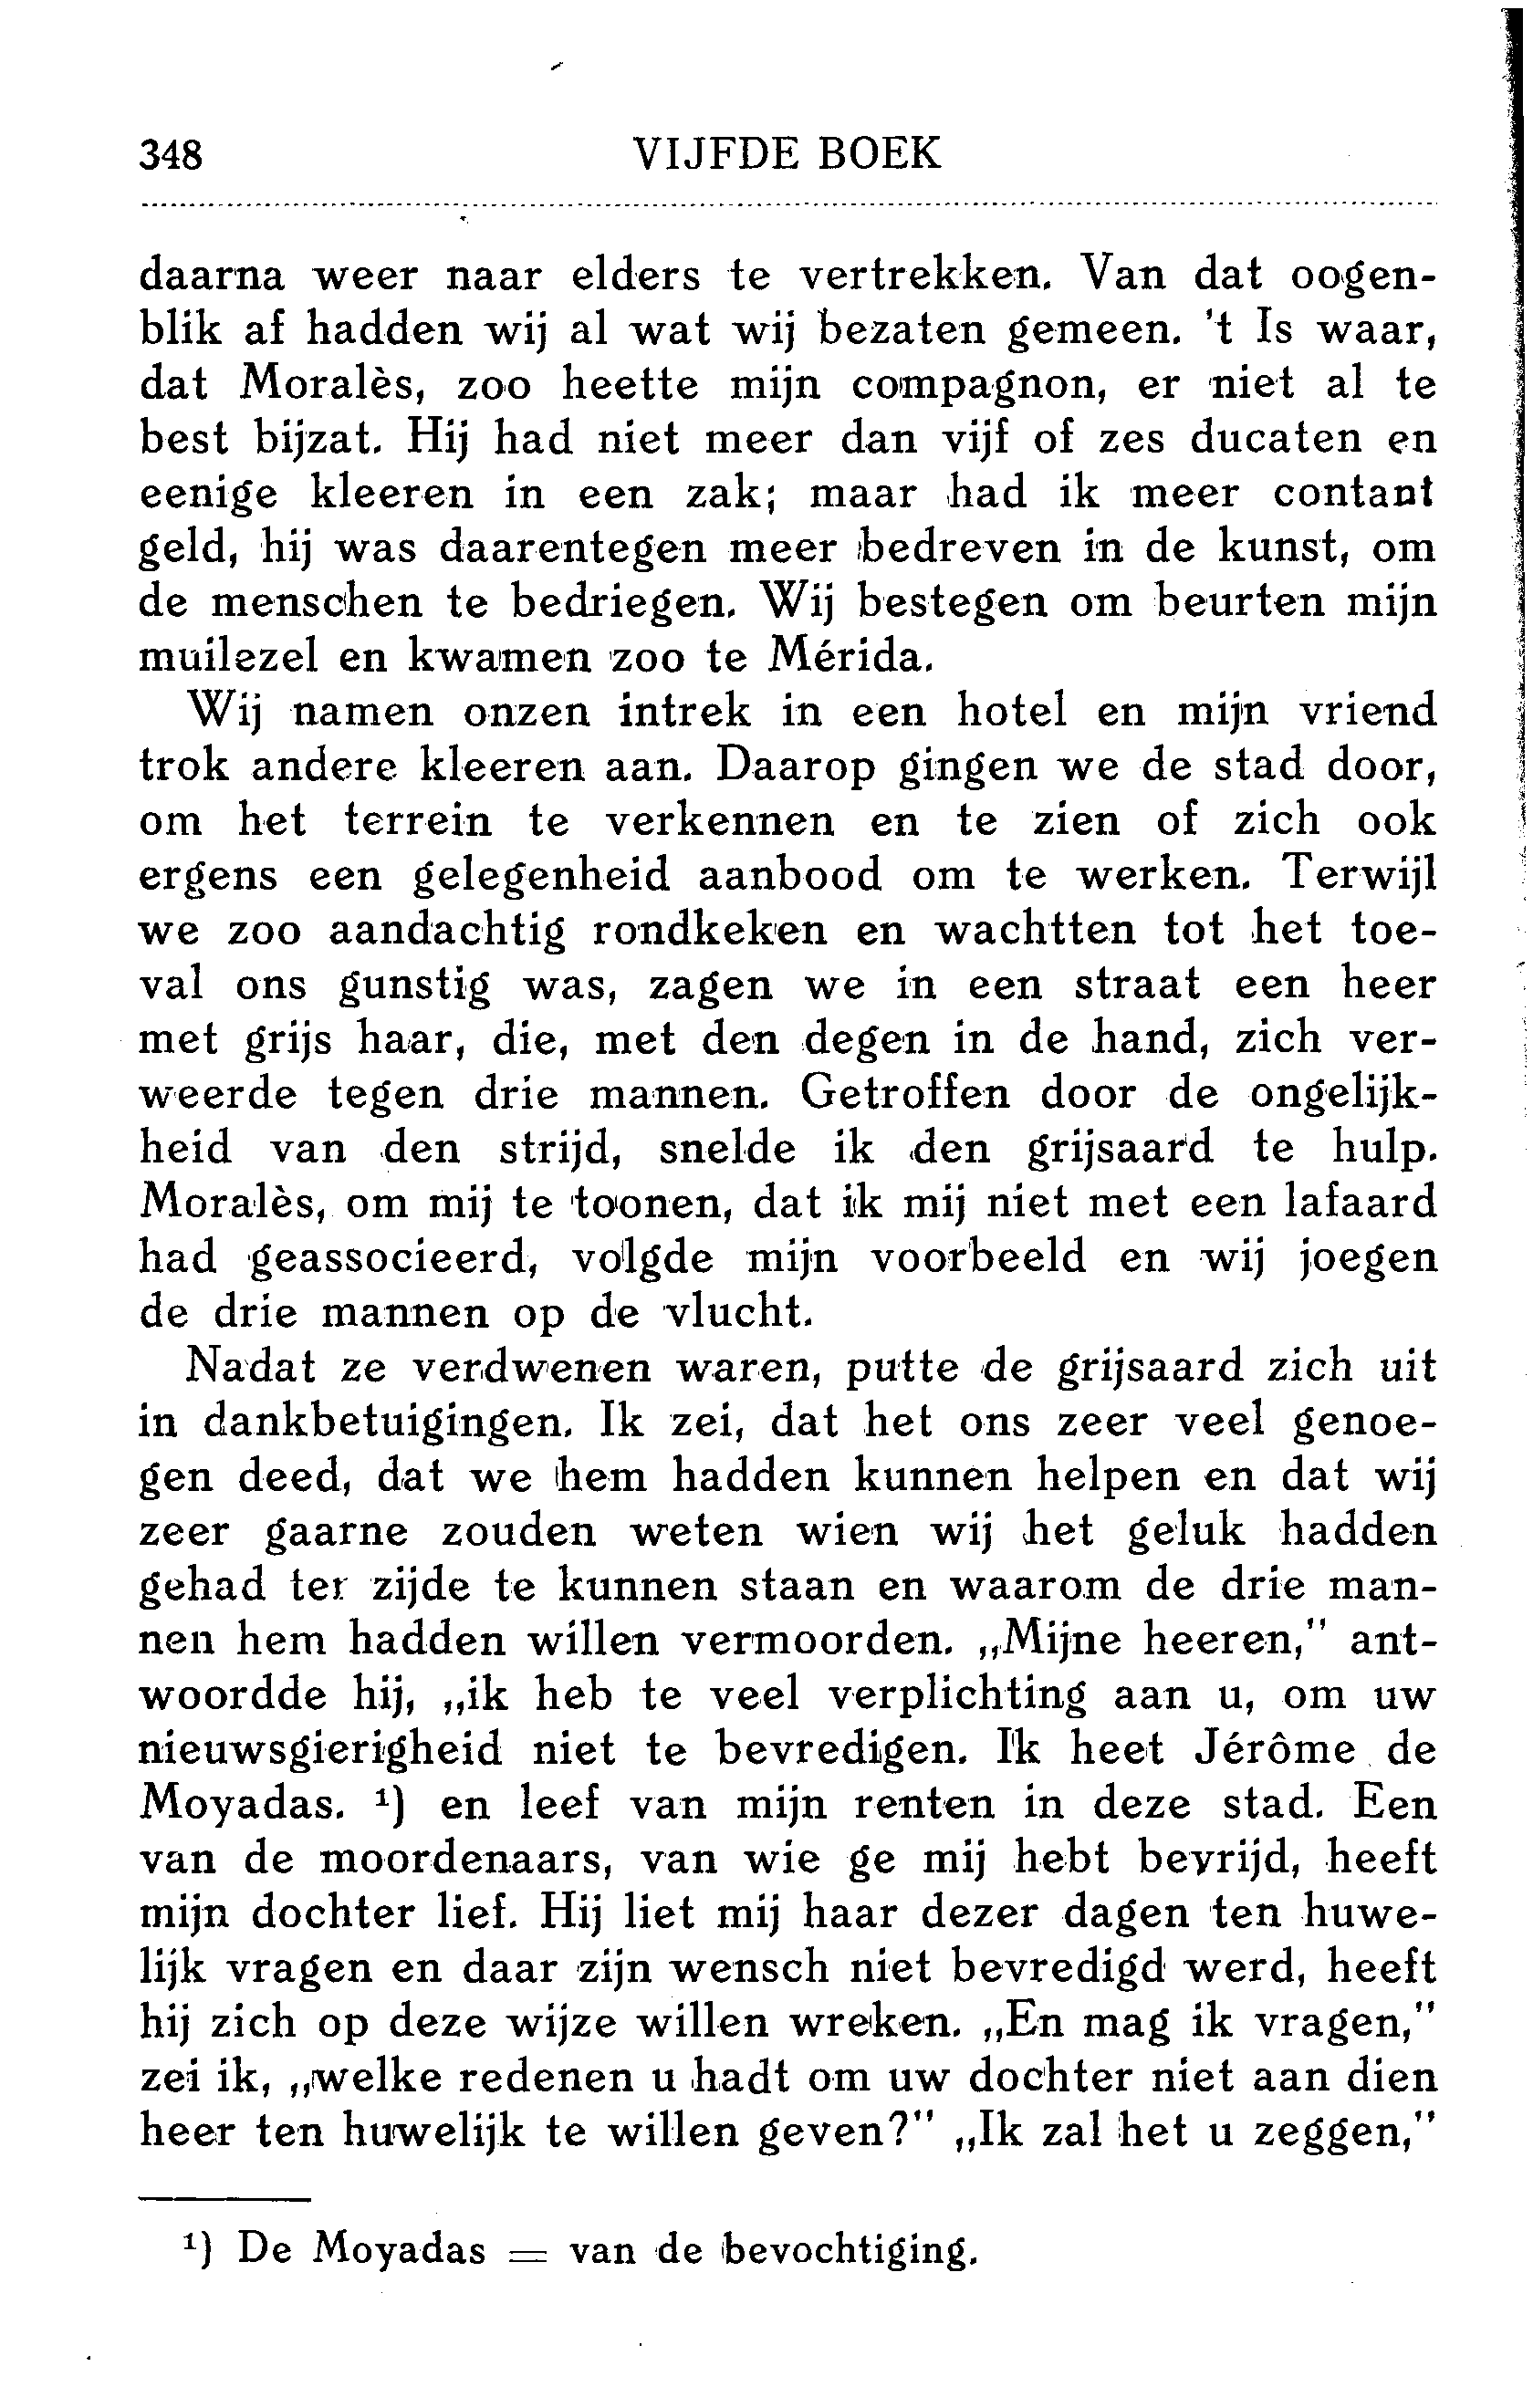 348 VIJFDE BOEK
daarna weer naar elders te vertrekken. Van dat oogen-
blik af hadden wij al wat wij bezaten gemeen. 't Is waar,
dat Moralès, zoo heette mijn compagnon, er niet al te
best bijzat. Hij had niet meer dan vijf of zes ducaten en
eenige kleeren in een zak; maar had ik meer contant
geld, hij was daarentegen meer bedreven in de kunst, om
de menschen te bedriegen. Wij bestegen om beurten mijn
muilezel en kwamen zoo te Mérida.
Wij namen onzen intrek in een hotel en mijn vriend
trok andere kleeren aan. Daarop gingen we de stad door,
om het terrein te verkennen en te zien of zich ook
ergens een gelegenheid aanbood om te werken. Terwijl
we zoo aandachtig rondkeken en wachtten tot het toe-
val ons gunstig was, zagen we in een straat een heer
met grijs haar, die, met den degen in de hand, zich ver-
weerde tegen drie mannen. Getroffen door de ongelijk-
heid van den strijd, snelde ik den grijsaard te hulp.
Moralès, om mij te toonen, dat ik mij niet met een lafaard
had geassocieerd, volgde mijn voorbeeld en wij joegen
de drie mannen op de vlucht.
Nadat ze verdwenen waren, putte de grijsaard zich uit
in dankbetuigingen. Ik zei, dat het ons zeer veel genoe-
gen deed, dat we hem hadden kunnen helpen en dat wij
zeer gaarne zouden weten wien wij het geluk hadden
gehad ter zijde te kunnen staan en waarom de drie man-
nen hem hadden willen vermoorden. „Mijne heeren,” ant-
woordde hij, „ik heb te veel verplichting aan u, om uw
nieuwsgierigheid niet te bevredigen. Ik heet Jérôme de
Moyadas. ¹) en leef van mijn renten in deze stad. Een
van de moordenaars, van wie ge mij hebt bevrijd, heeft
mijn dochter lief. Hij liet mij haar dezer dagen ten huwe-
lijk vragen en daar zijn wensch niet bevredigd werd, heeft
hij zich op deze wijze willen wreken. „En mag ik vragen,”
zei ik, „welke redenen u hadt om uw dochter niet aan dien
heer ten huwelijk te willen geven?” „Ik zal het u zeggen,”
¹) De Moyadas = van de bevochtiging.